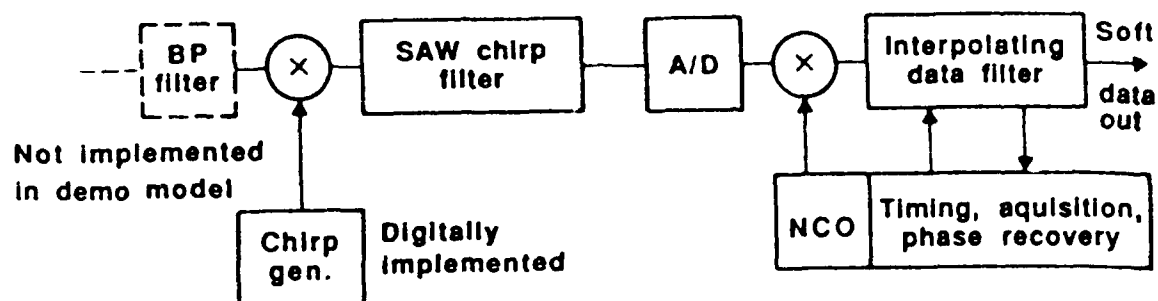 BP
filter
×
SAW chirp
filter
A/D
×
Interpolating
data filter
Soft
data
out
Not implemented
in demo model
Chirp
gen.
Digitally
implemented
NCO
Timing, aquisition,
phase recovery